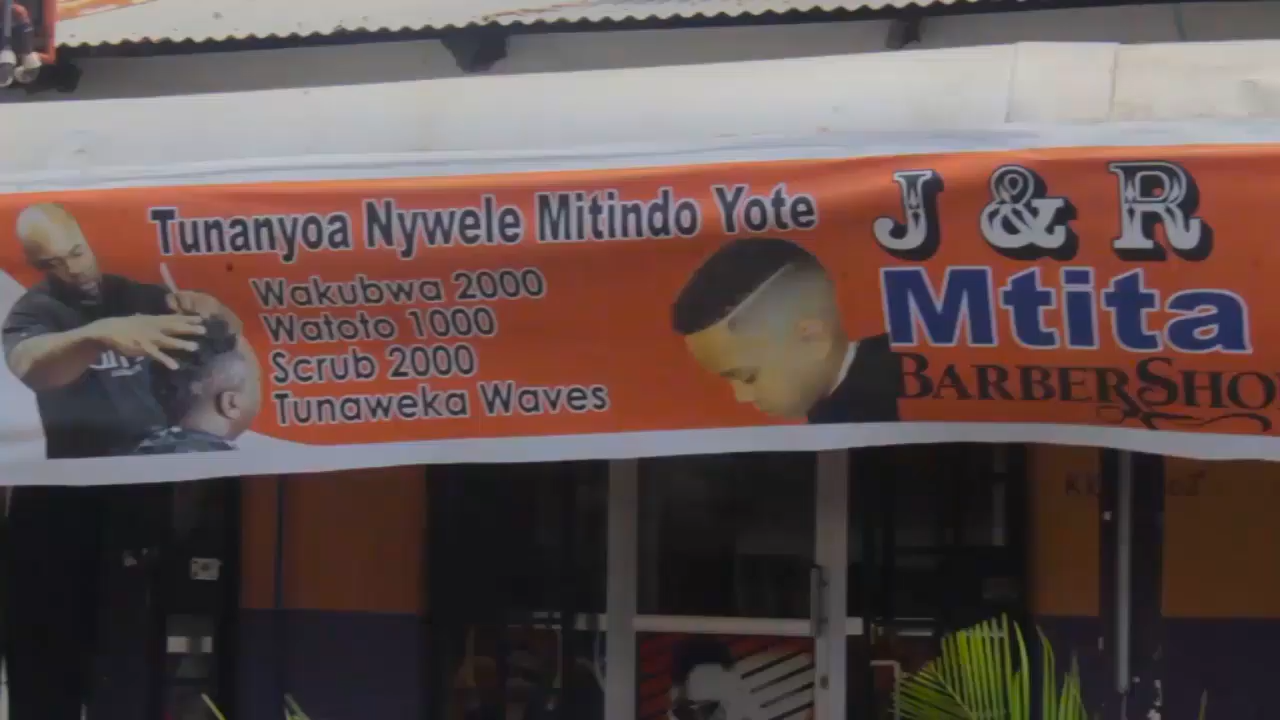 Tunanyoa Nywele Mitindo Yote
Wakubwa 2000
Watoto 1000
Scrub 2000
Tunaweka Waves
J & R
Mtita
BARBERSHO